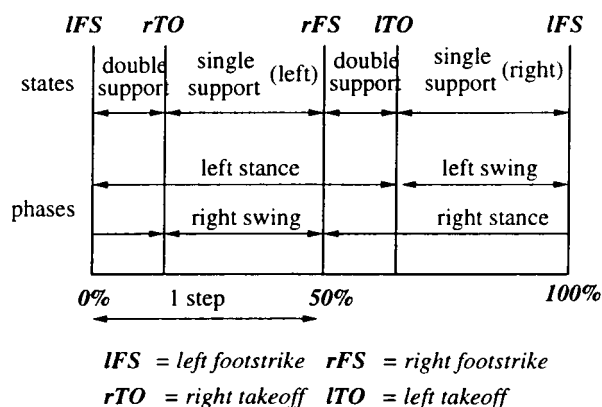 lFS rTO rFS lTO lFS
double support single support (left) double support single support (right)
states
left stance left swing
phases
right swing right stance
0% 1 step 50% 100%
lFS = left footstrike rFS = right footstrike
rTO = right takeoff lTO = left takeoff